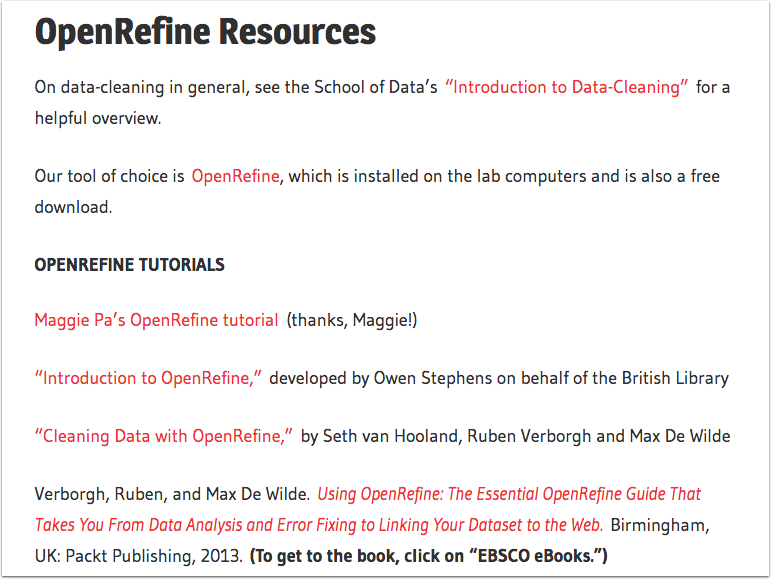 OpenRefine Resources
On data-cleaning in general, see the School of Data’s “Introduction to Data-Cleaning” for a
helpful overview.
Our tool of choice is OpenRefine, which is installed on the lab computers and is also a free
download.
OPENREFINE TUTORIALS
Maggie Pa’s OpenRefine tutorial (thanks, Maggie!)
“Introduction to OpenRefine,” developed by Owen Stephens on behalf of the British Library
“Cleaning Data with OpenRefine,” by Seth van Hooland, Ruben Verborgh and Max De Wilde
Verborgh, Ruben, and Max De Wilde. Using OpenRefine: The Essential OpenRefine Guide That
Takes You From Data Analysis and Error Fixing to Linking Your Dataset to the Web. Birmingham,
UK: Packt Publishing, 2013. (To get to the book, click on “EBSCO eBooks.”)